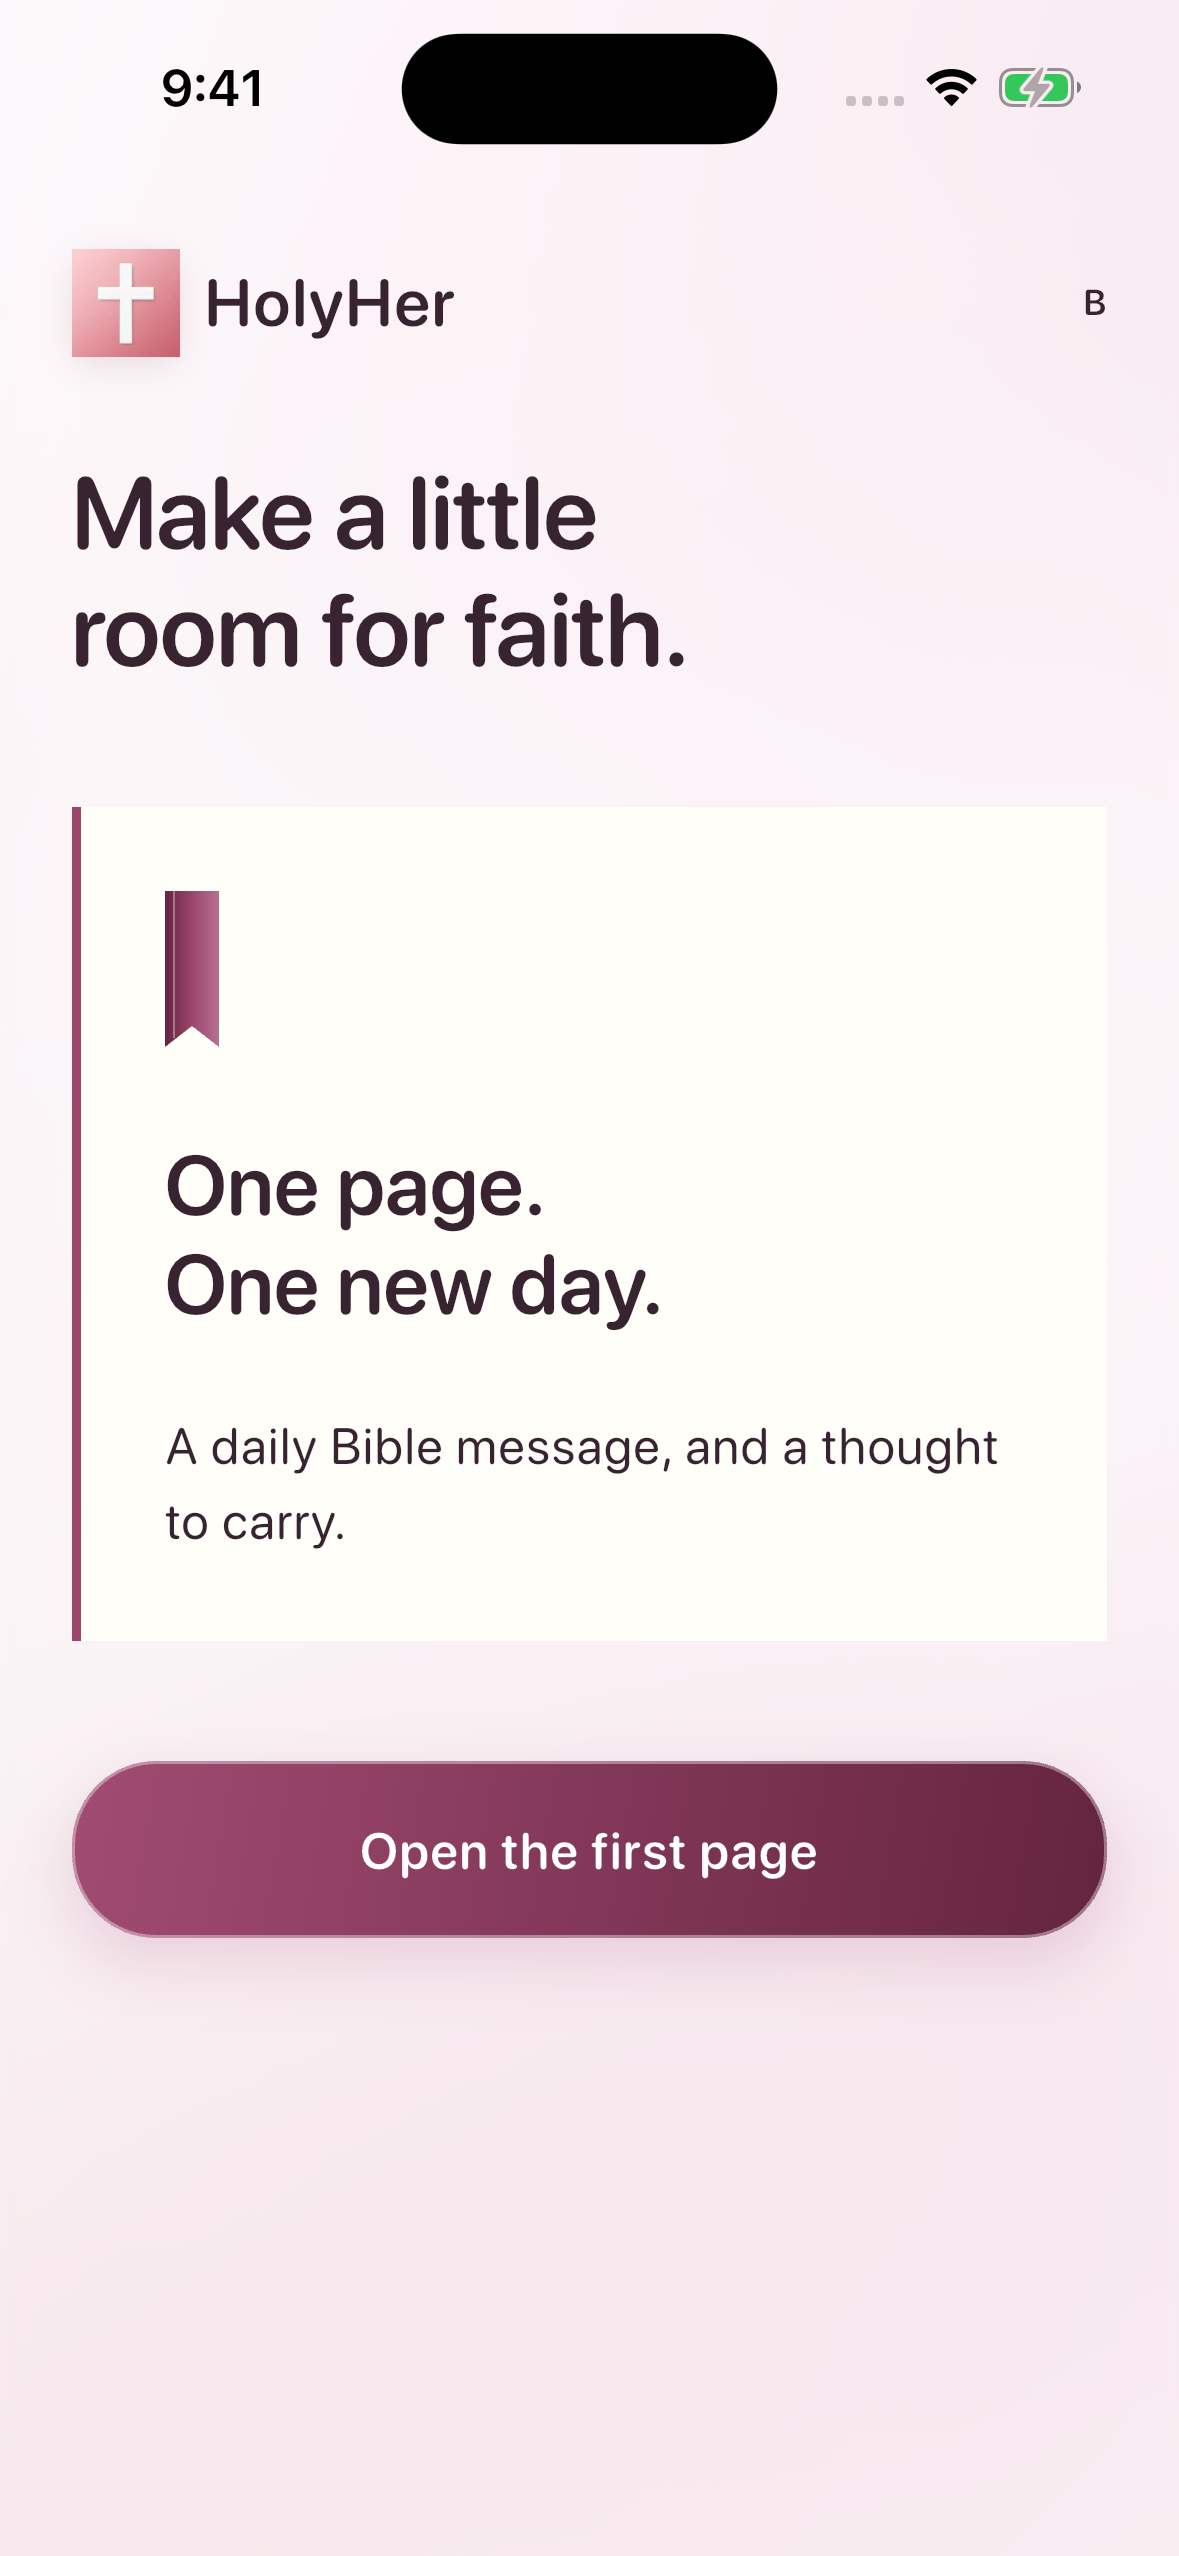 9:41
HolyHer
B
Make a little
room for faith.
One page.
One new day.
A daily Bible message, and a thought
to carry.
Open the first page